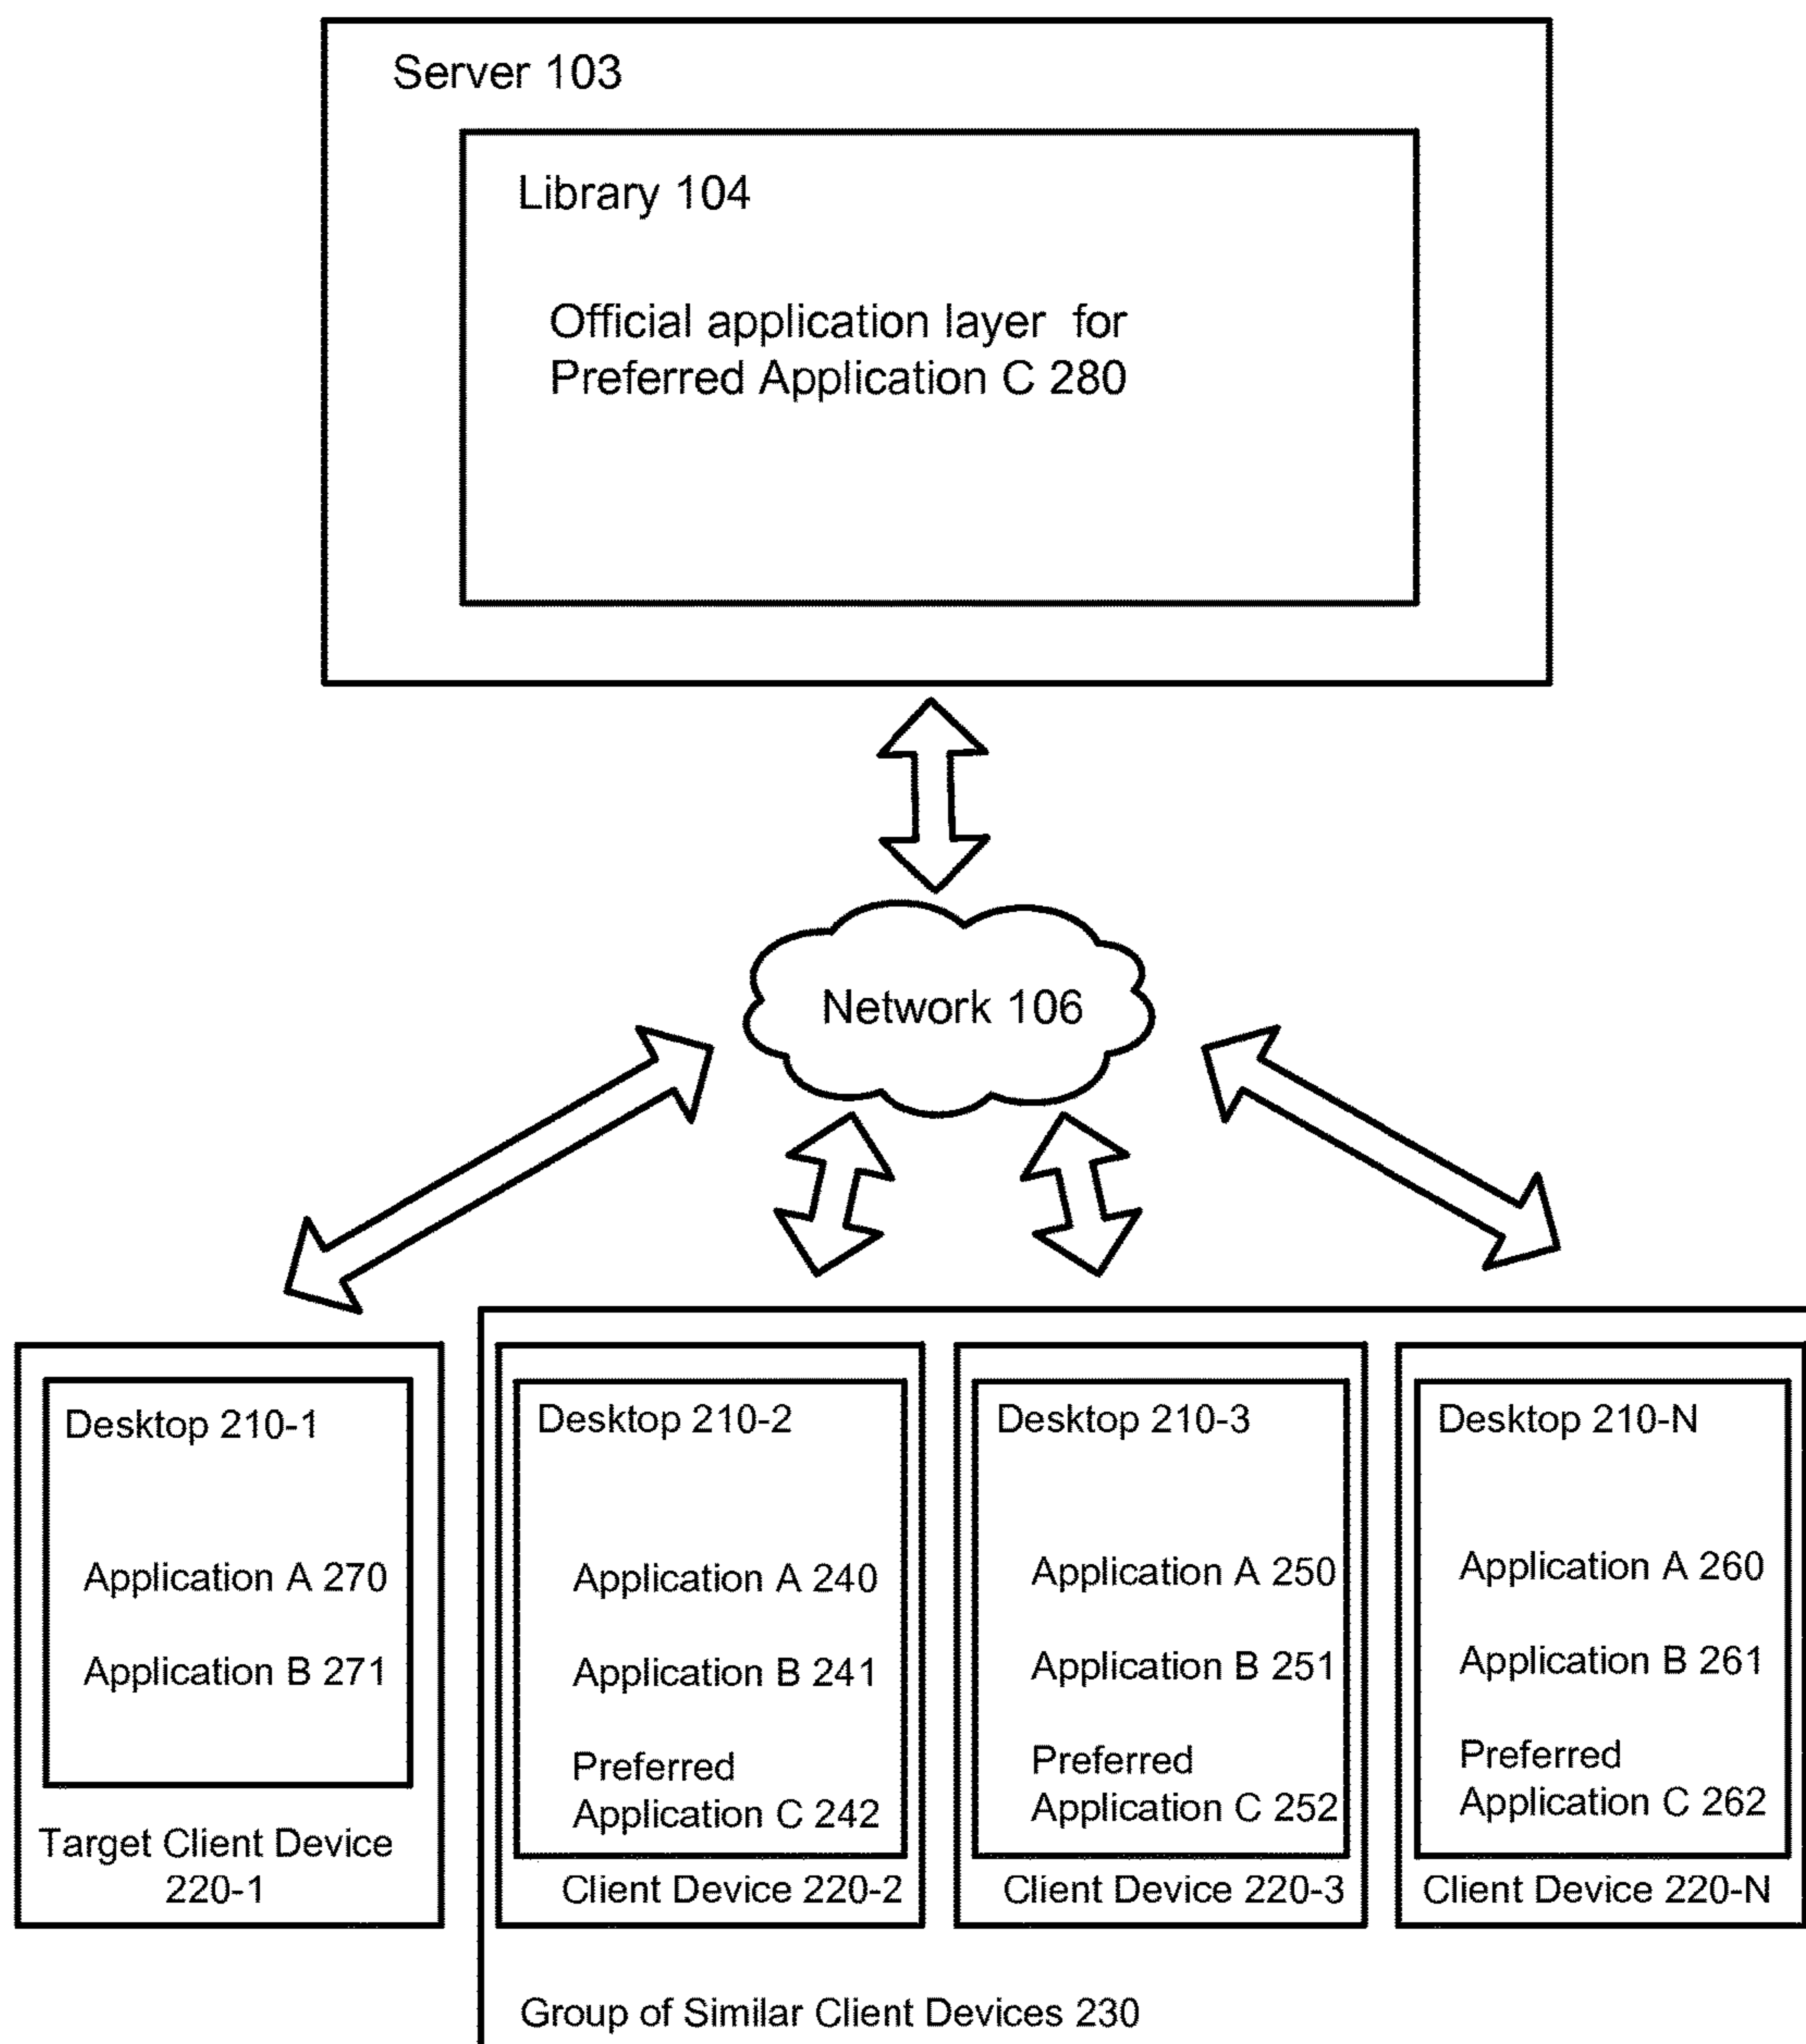 Server 103
Library 104
Official application layer for
Preferred Application C 280
Network 106
Desktop 210-1
Application A 270
Application B 271
Target Client Device
220-1
Desktop 210-2
Application A 240
Application B 241
Preferred
Application C 242
Client Device 220-2
Desktop 210-3
Application A 250
Application B 251
Preferred
Application C 252
Client Device 220-3
Desktop 210-N
Application A 260
Application B 261
Preferred
Application C 262
Client Device 220-N
Group of Similar Client Devices 230